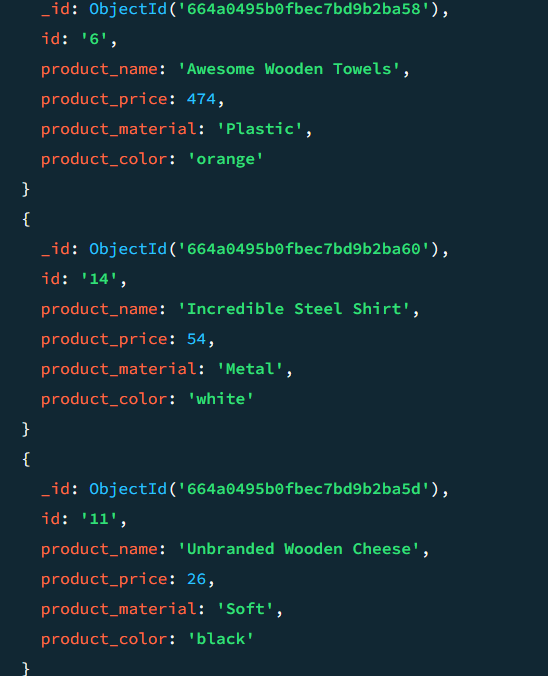 _id: ObjectId('664a0495b0fbec7bd9b2ba58'),
id: '6',
product_name: 'Awesome Wooden Towels',
product_price: 474,
product_material: 'Plastic',
product_color: 'orange'
}
{
_id: ObjectId('664a0495b0fbec7bd9b2ba60'),
id: '14',
product_name: 'Incredible Steel Shirt',
product_price: 54,
product_material: 'Metal',
product_color: 'white'
}
{
_id: ObjectId('664a0495b0fbec7bd9b2ba5d'),
id: '11',
product_name: 'Unbranded Wooden Cheese',
product_price: 26,
product_material: 'Soft',
product_color: 'black'
}